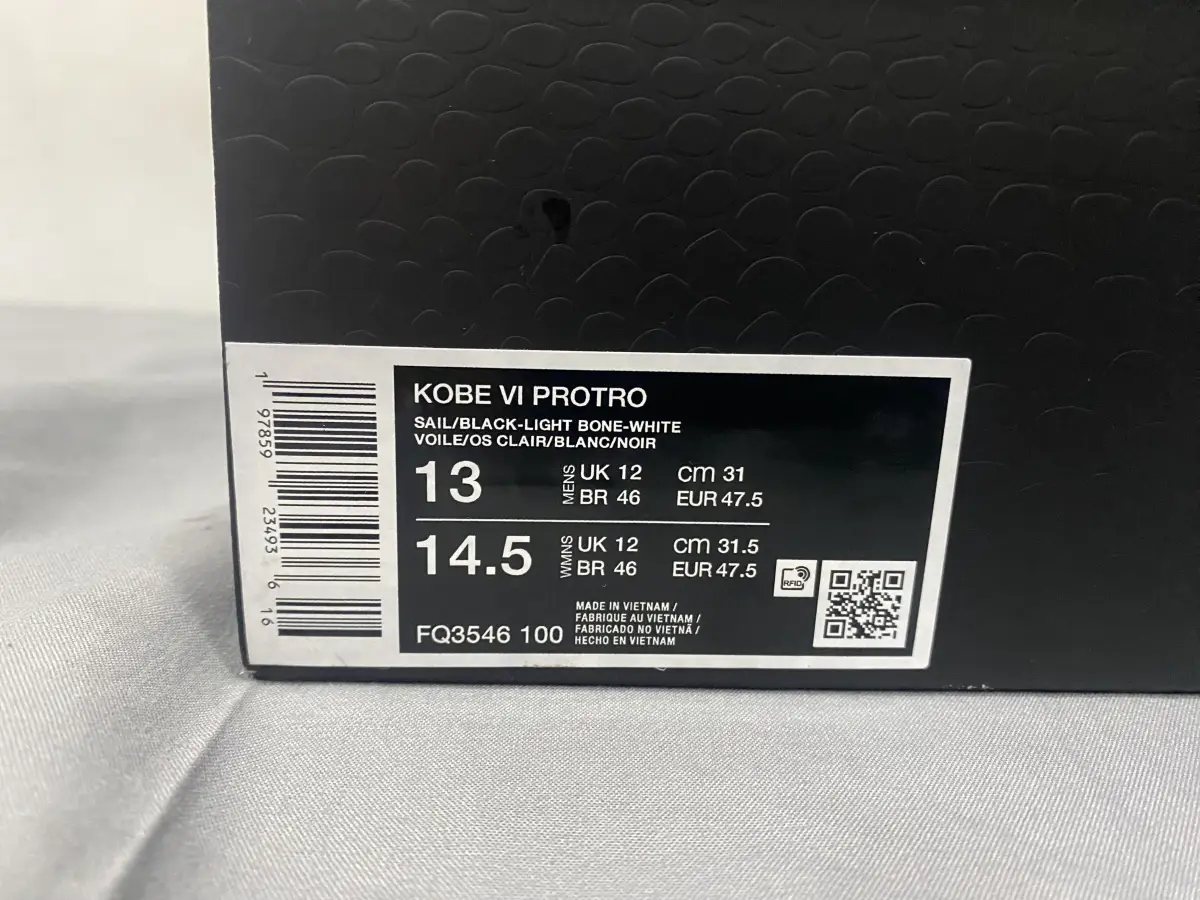 KOBE VI PROTRO
SAIL/BLACK-LIGHT BONE-WHITE
VOILE/OS CLAIR/BLANC/NOIR
13 MENS UK 12 cm 31
BR 46 EUR 47.5
14.5 WMNS UK 12 cm 31.5
BR 46 EUR 47.5
RFID
FQ3546 100
MADE IN VIETNAM /
FABRIQUE AU VIETNAM /
FABRICADO NO VIETNÃ /
HECHO EN VIETNAM
1 97859 23493 6 16